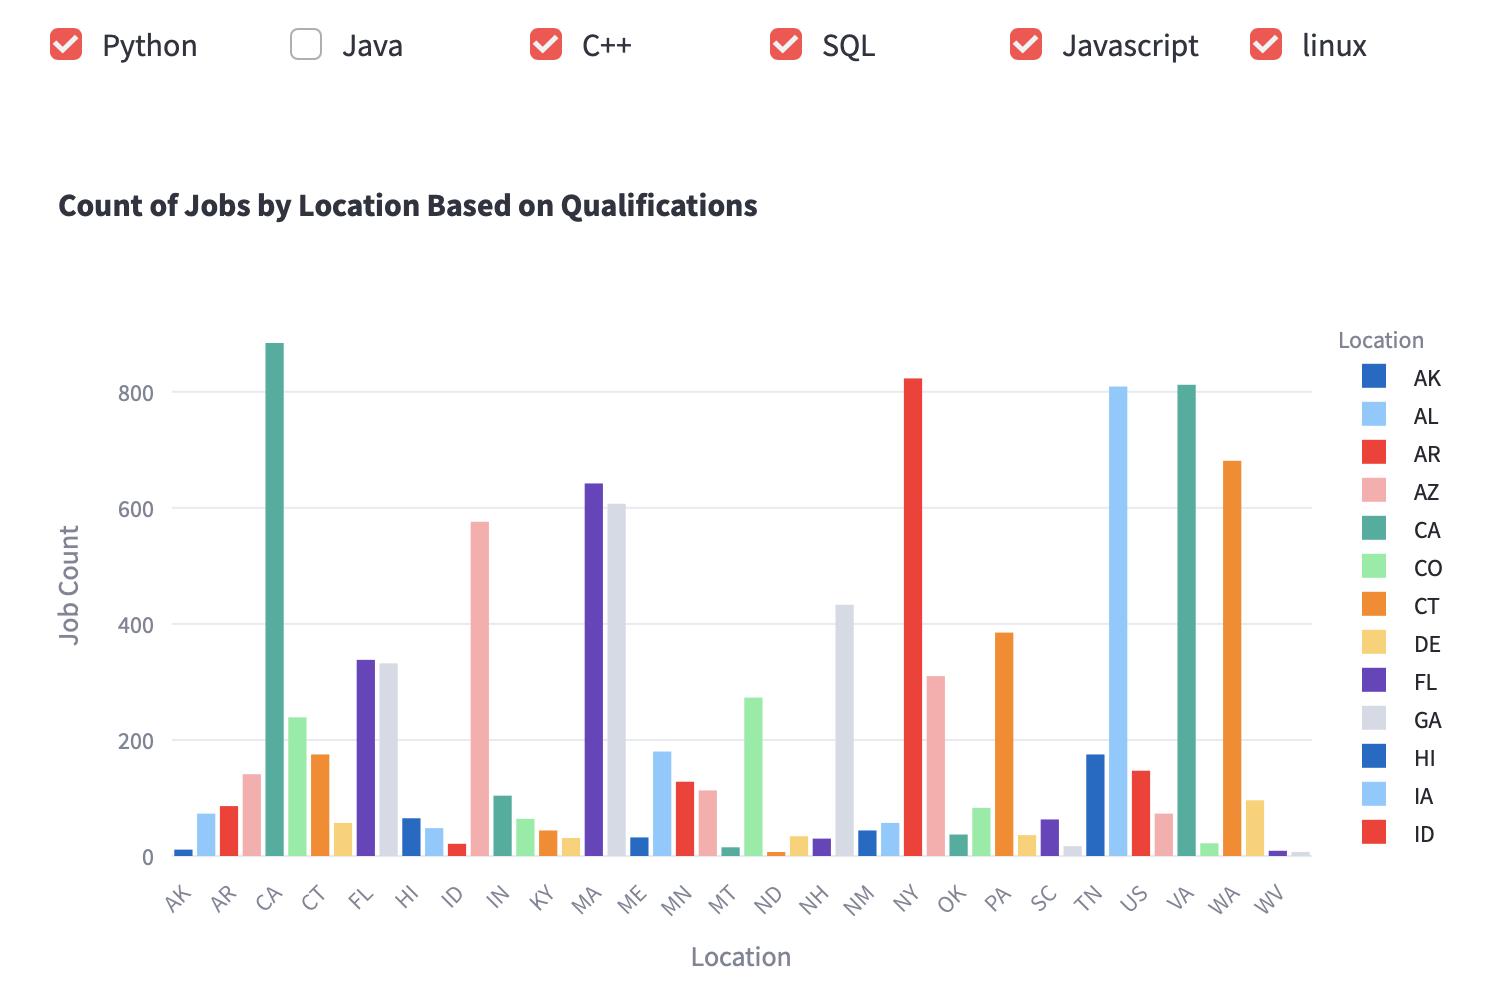 Python Java C++ SQL Javascript linux
Count of Jobs by Location Based on Qualifications
Location
800
600
400
200
0
Job Count
AK AR CA CT FL HI ID IN KY MA ME MN MT ND NH NM NY OK PA SC TN US VA WA WV
Location
AK
AL
AR
AZ
CA
CO
CT
DE
FL
GA
HI
IA
ID